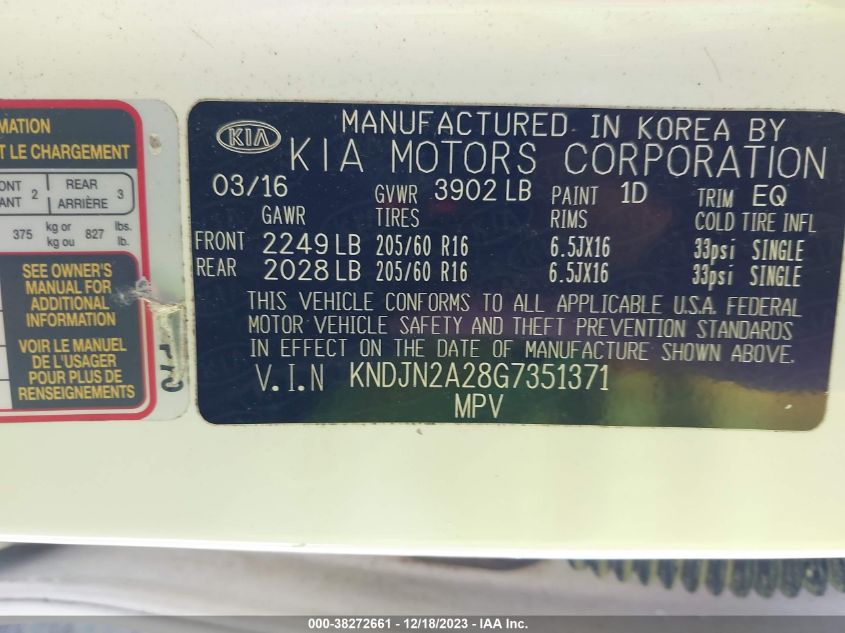 MATION
ET LE CHARGEMENT
ONT 2 REAR 3
ANT ARRIÈRE
375 kg or 827 lbs.
kg ou lb.
SEE OWNER'S
MANUAL FOR
ADDITIONAL
INFORMATION
VOIR LE MANUEL
DE L'USAGER
POUR PLUS DE
RENSEIGNEMENTS
KIA
MANUFACTURED IN KOREA BY
KIA MOTORS CORPORATION
03/16 GVWR 3902 LB PAINT 1D TRIM EQ
GAWR TIRES RIMS COLD TIRE INFL
FRONT 2249 LB 205/60 R16 6.5JX16 33psi SINGLE
REAR 2028 LB 205/60 R16 6.5JX16 33psi SINGLE
THIS VEHICLE CONFORMS TO ALL APPLICABLE U.S.A. FEDERAL
MOTOR VEHICLE SAFETY AND THEFT PREVENTION STANDARDS
IN EFFECT ON THE DATE OF MANUFACTURE SHOWN ABOVE.
V.I.N KNDJN2A28G7351371
MPV
000-38272661 - 12/18/2023 - IAA Inc.